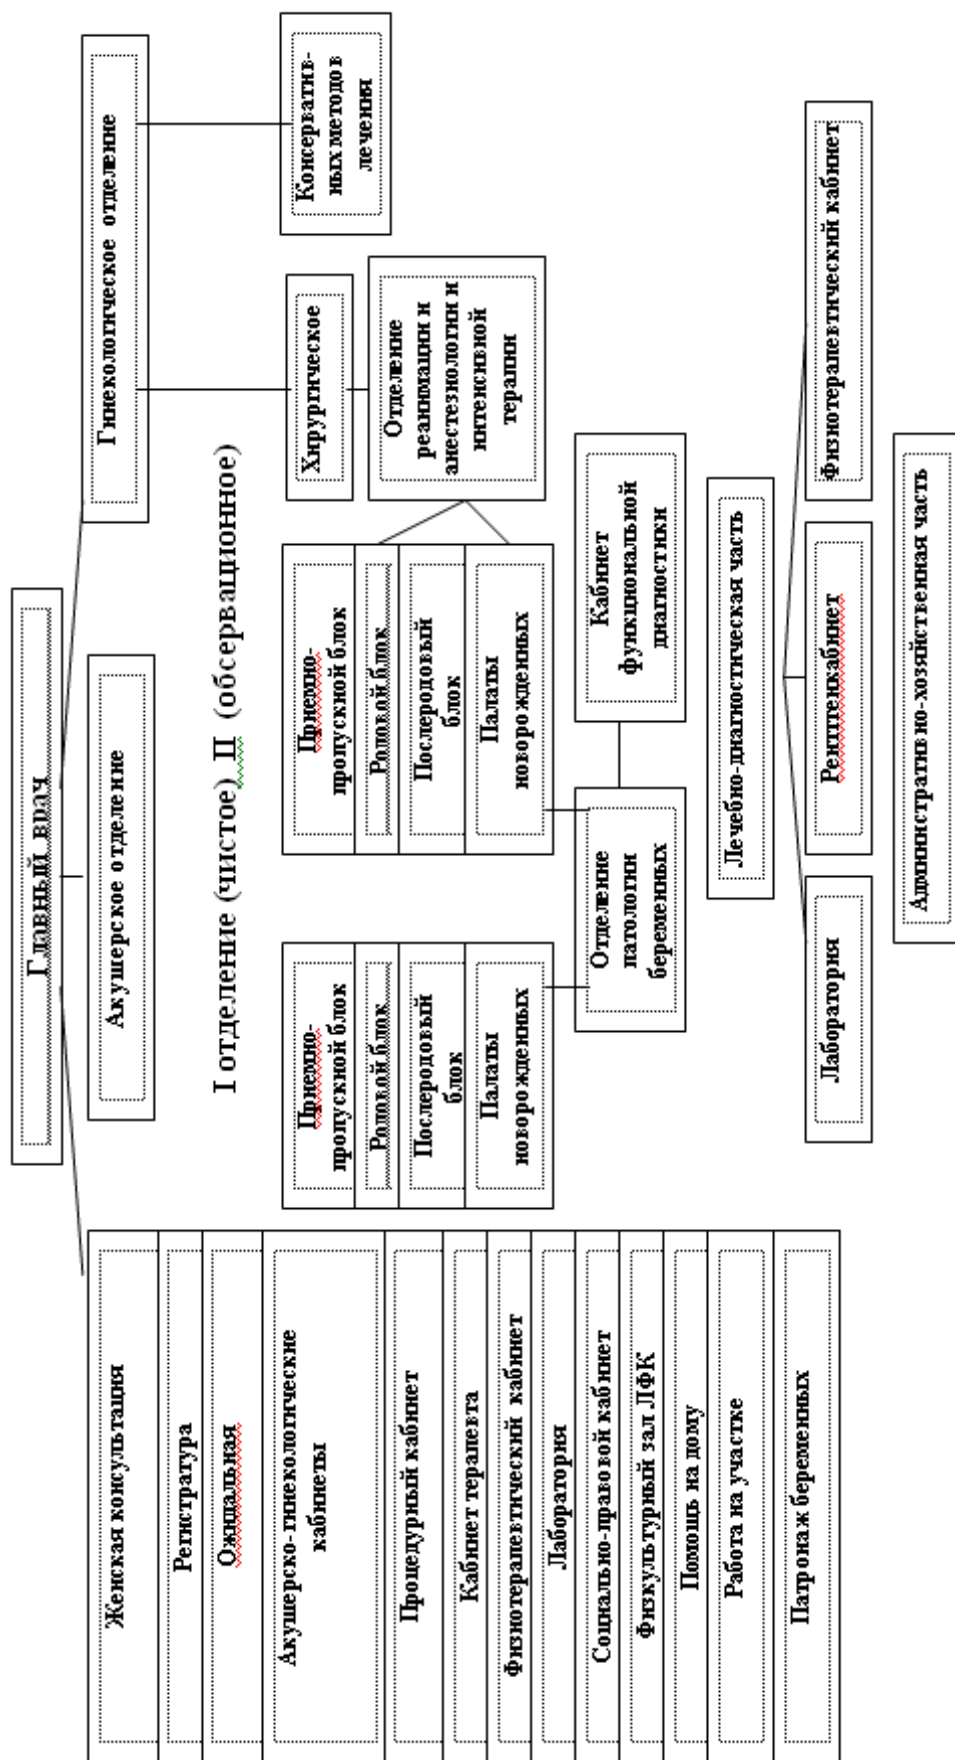 Главный врач
Женская консультация
Регистратура
Ожидальная
Акушерско-гинекологические
кабинеты
Процедурный кабинет
Кабинет терапевта
Физиотерапевтический кабинет
Лаборатория
Социально-правовой кабинет
Физкультурный зал ЛФК
Помощь на дому
Работа на участке
Патронаж беременных
Акушерское отделение
Гинекологическое отделение
I отделение (чистое) II (обсервационное)
Приемно-
пропускной блок
Родовой блок
Послеродовый
блок
Палаты
новорожденных
Приемно-
пропускной блок
Родовой блок
Послеродовый
блок
Палаты
новорожденных
Хирургическое
Консерватив-
ных методов
лечения
Отделение
реанимации и
анестезиологии и
интенсивной
терапии
Отделение
патологии
беременных
Кабинет
функциональной
диагностики
Лечебно-диагностическая часть
Лаборатория
Рентгенкабинет
Физиотерапевтический кабинет
Административно-хозяйственная часть